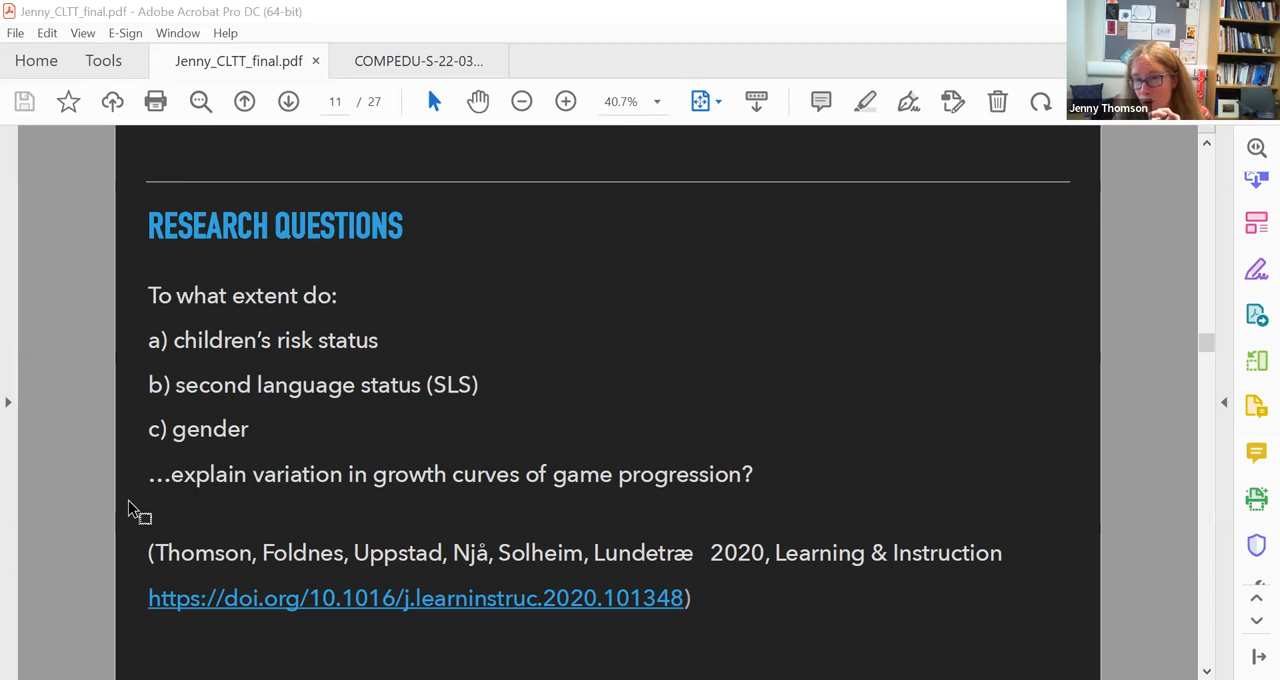 Jenny_CLTT_final.pdf - Adobe Acrobat Pro DC (64-bit)
File Edit View E-Sign Window Help
Home Tools Jenny_CLTT_final.pdf × COMPEDU-S-22-03...
11 / 27 40.7%
Jenny Thomson
RESEARCH QUESTIONS
To what extent do:
a) children’s risk status
b) second language status (SLS)
c) gender
…explain variation in growth curves of game progression?
(Thomson, Foldnes, Uppstad, Njå, Solheim, Lundetræ 2020, Learning & Instruction
https://doi.org/10.1016/j.learninstruc.2020.101348)